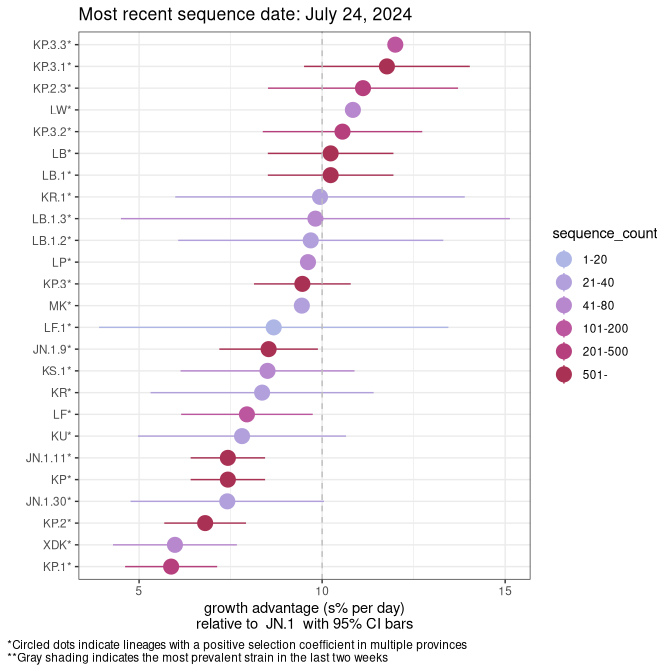 Most recent sequence date: July 24, 2024
KP.3.3*
KP.3.1*
KP.2.3*
LW*
KP.3.2*
LB*
LB.1*
KR.1*
LB.1.3*
LB.1.2*
LP*
KP.3*
MK*
LF.1*
JN.1.9*
KS.1*
KR*
LF*
KU*
JN.1.11*
KP*
JN.1.30*
KP.2*
XDK*
KP.1*
5 10 15
growth advantage (s% per day)
relative to JN.1 with 95% CI bars
sequence_count
1-20
21-40
41-80
101-200
201-500
501-
*Circled dots indicate lineages with a positive selection coefficient in multiple provinces
**Gray shading indicates the most prevalent strain in the last two weeks